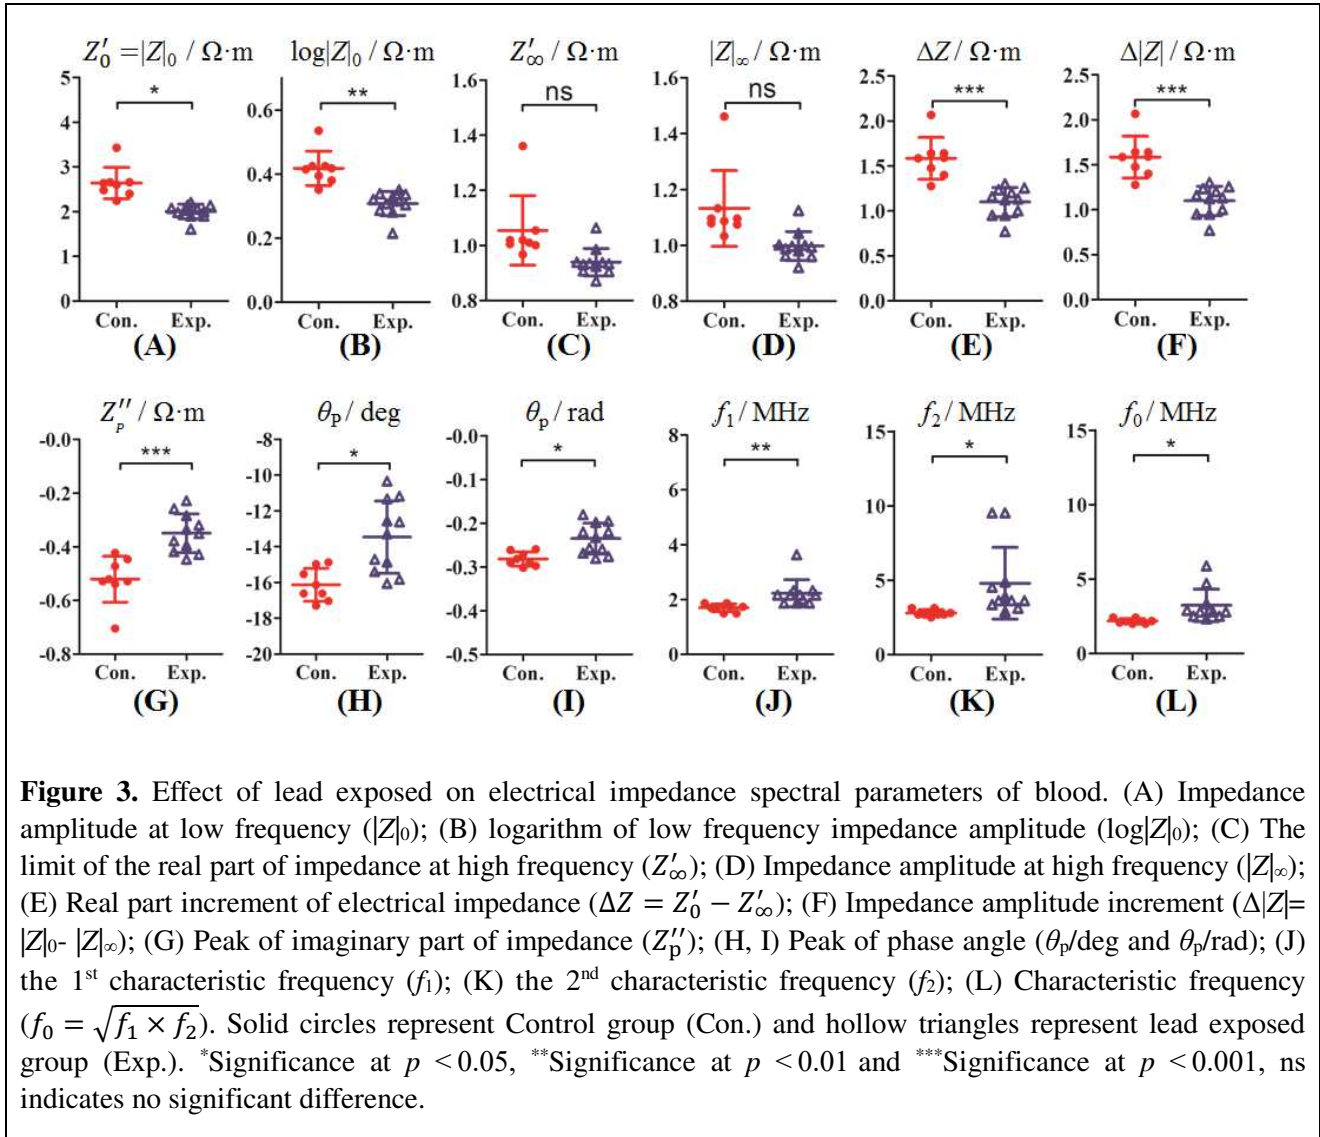 Z′₀ =|Z|₀ / Ω·m log|Z|₀ / Ω·m Z′∞ / Ω·m |Z|∞ / Ω·m ΔZ / Ω·m Δ|Z| / Ω·m
5 4 3 2 1 0 * Con. Exp.
0.6 0.4 0.2 0.0 ** Con. Exp.
1.6 1.4 1.2 1.0 0.8 ns Con. Exp.
1.6 1.4 1.2 1.0 0.8 ns Con. Exp.
2.5 2.0 1.5 1.0 0.5 0.0 *** Con. Exp.
2.5 2.0 1.5 1.0 0.5 0.0 *** Con. Exp.
(A) (B) (C) (D) (E) (F)
Z″ₚ / Ω·m θₚ / deg θₚ / rad f₁ / MHz f₂ / MHz f₀ / MHz
-0.0 -0.2 -0.4 -0.6 -0.8 *** Con. Exp.
-8 -10 -12 -14 -16 -18 -20 * Con. Exp.
-0.0 -0.1 -0.2 -0.3 -0.4 -0.5 * Con. Exp.
8 6 4 2 0 ** Con. Exp.
15 10 5 0 * Con. Exp.
15 10 5 0 * Con. Exp.
(G) (H) (I) (J) (K) (L)
Figure 3. Effect of lead exposed on electrical impedance spectral parameters of blood. (A) Impedance
amplitude at low frequency (|Z|₀); (B) logarithm of low frequency impedance amplitude (log|Z|₀); (C) The
limit of the real part of impedance at high frequency (Z′∞); (D) Impedance amplitude at high frequency (|Z|∞);
(E) Real part increment of electrical impedance (ΔZ = Z′₀ − Z′∞); (F) Impedance amplitude increment (Δ|Z|=
|Z|₀- |Z|∞); (G) Peak of imaginary part of impedance (Z″ₚ); (H, I) Peak of phase angle (θₚ/deg and θₚ/rad); (J)
the 1st characteristic frequency (f₁); (K) the 2nd characteristic frequency (f₂); (L) Characteristic frequency
(f₀ = √f₁ × f₂). Solid circles represent Control group (Con.) and hollow triangles represent lead exposed
group (Exp.). *Significance at p < 0.05, **Significance at p < 0.01 and ***Significance at p < 0.001, ns
indicates no significant difference.